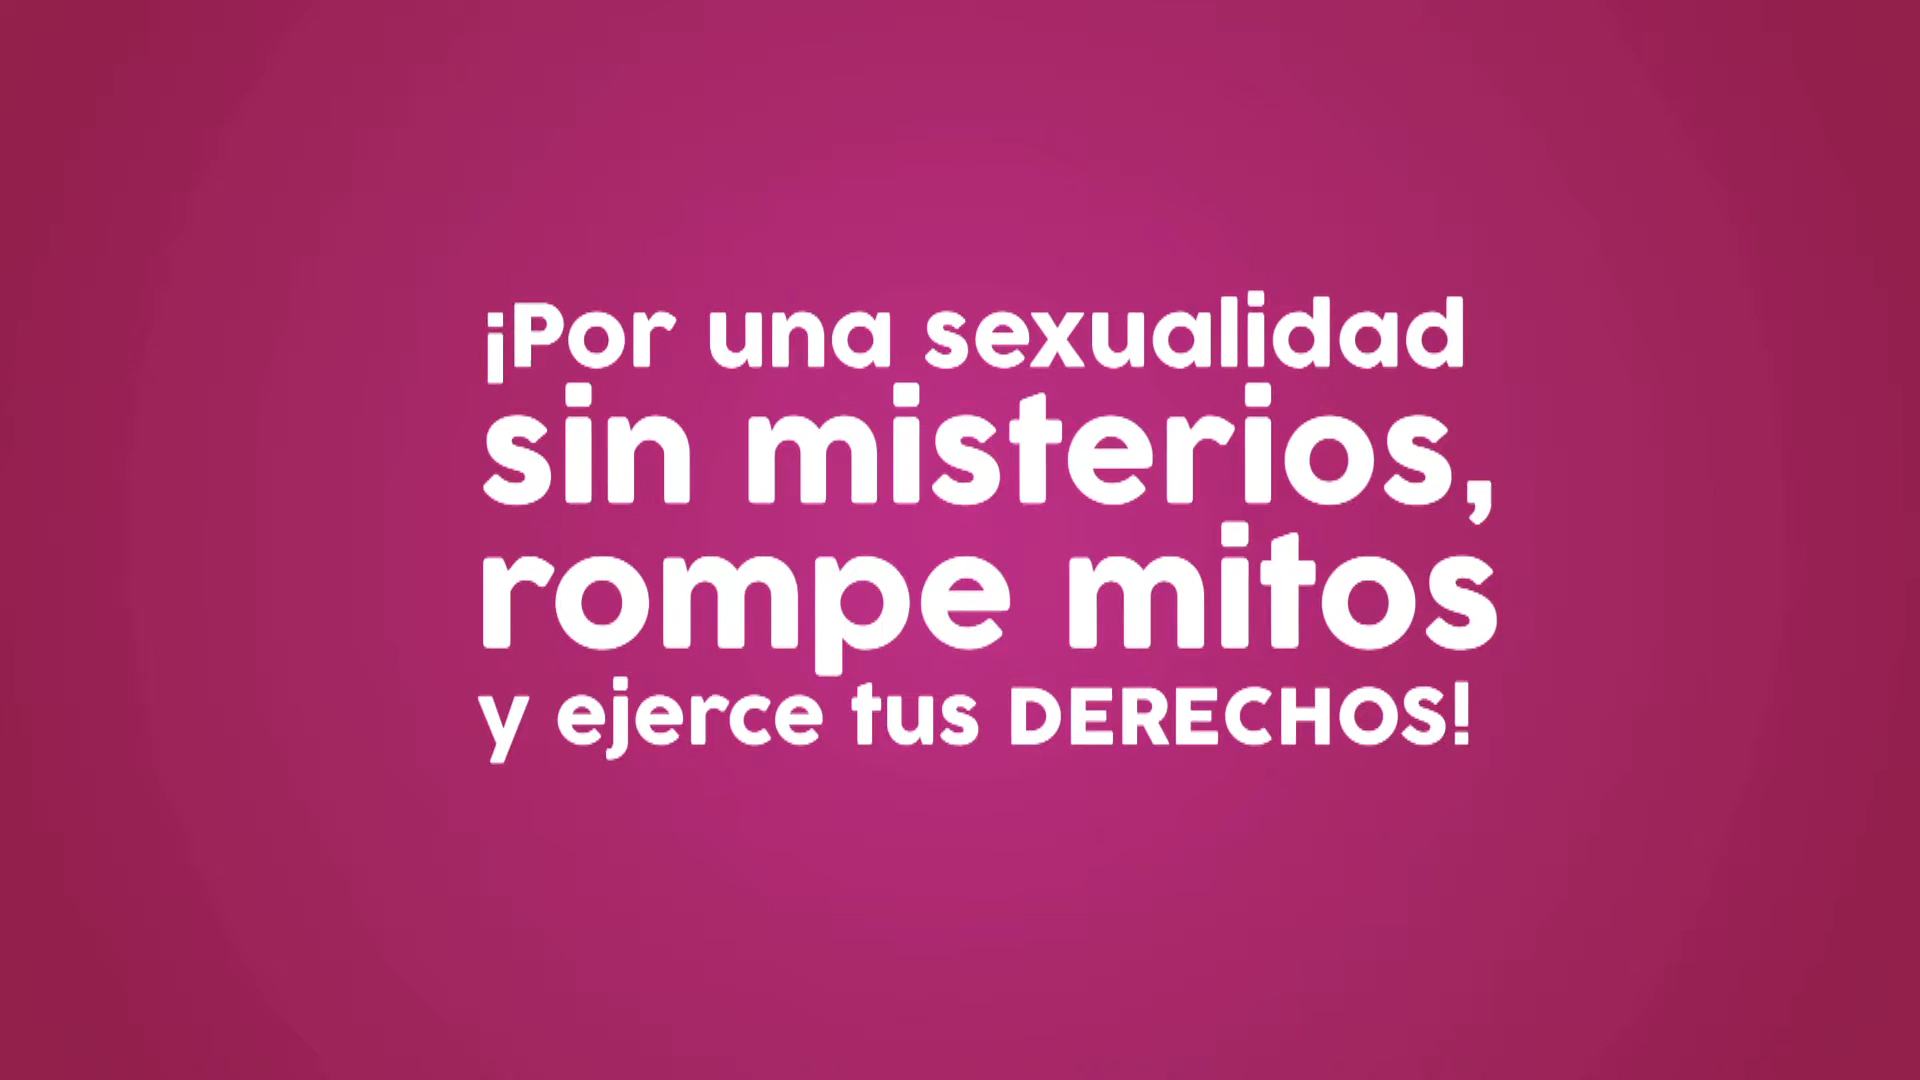 ¡Por una sexualidad
sin misterios,
rompe mitos
y ejerce tus DERECHOS!